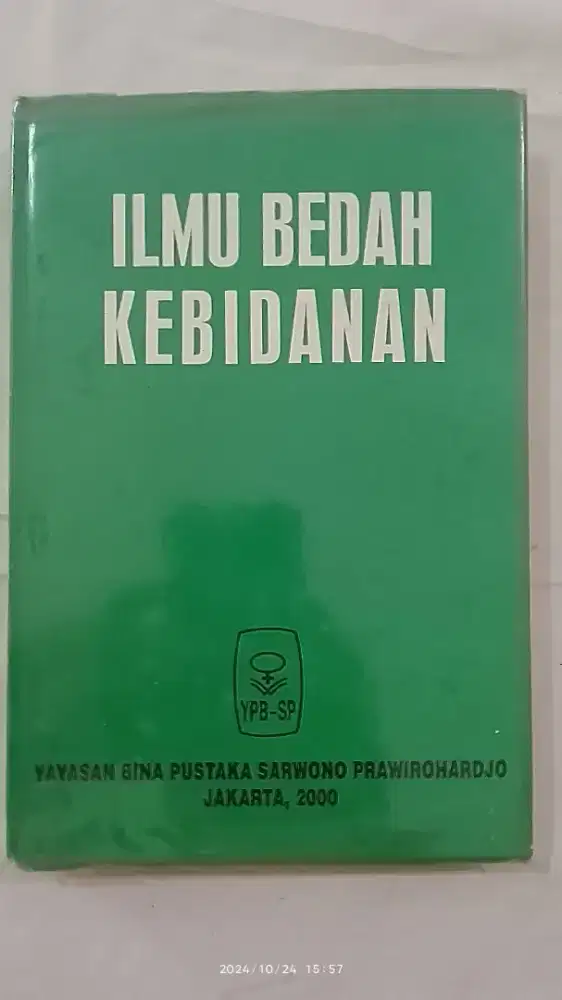 ILMU BEDAH
KEBIDANAN
YPB-SP
YAYASAN BINA PUSTAKA SARWONO PRAWIROHARDJO
JAKARTA, 2000
2024/10/24 15:57